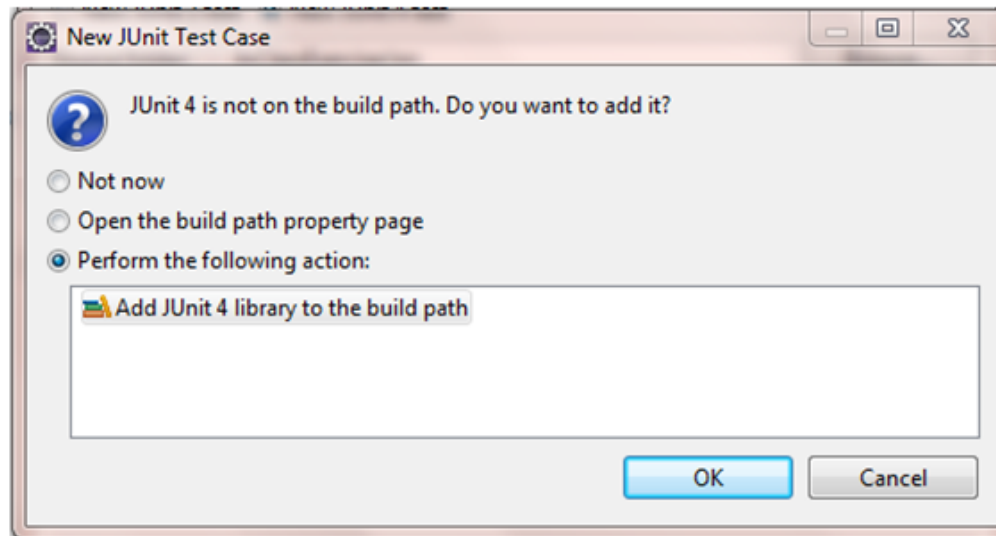 New JUnit Test Case
JUnit 4 is not on the build path. Do you want to add it?
Not now
Open the build path property page
Perform the following action:
Add JUnit 4 library to the build path
OK
Cancel